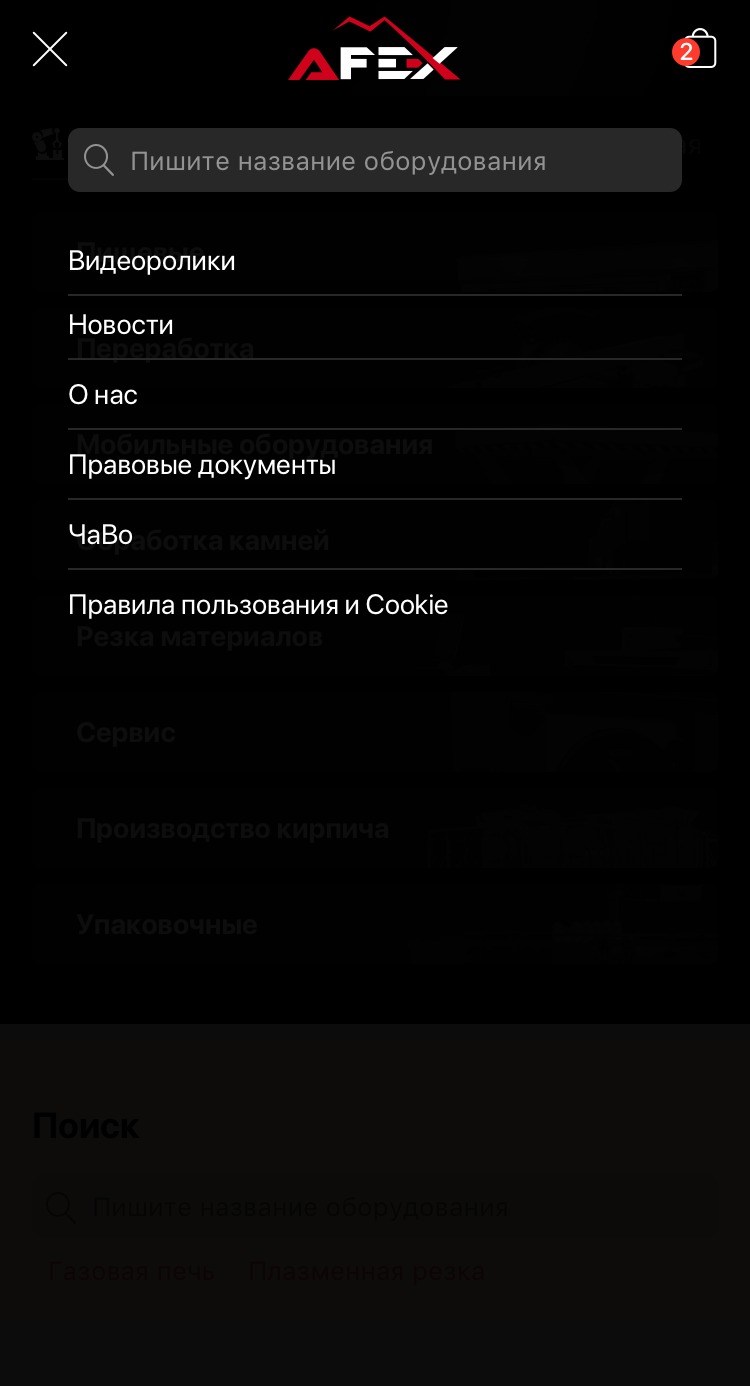 AFEX
2
Пишите название оборудования
Видеоролики
Новости
Переработка
О нас
Мобильные оборудования
Правовые документы
ЧаВо
Обработка камней
Правила пользования и Cookie
Резка материалов
Сервис
Производство кирпича
Упаковочные
Поиск
Пишите название оборудования
Газовая печь Плазменная резка